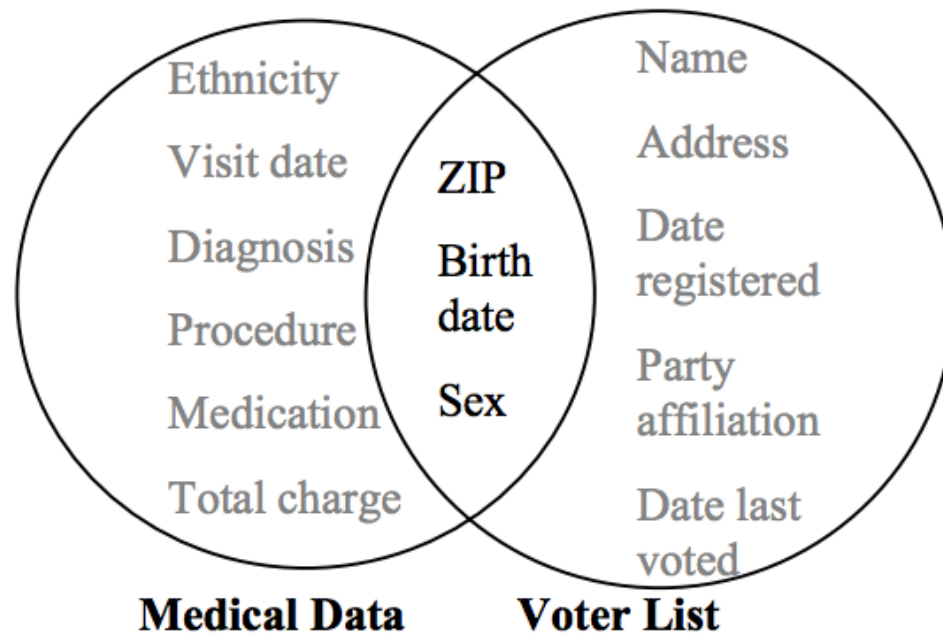 Ethnicity
Visit date
Diagnosis
Procedure
Medication
Total charge
ZIP
Birth
date
Sex
Name
Address
Date
registered
Party
affiliation
Date last
voted
Medical Data
Voter List